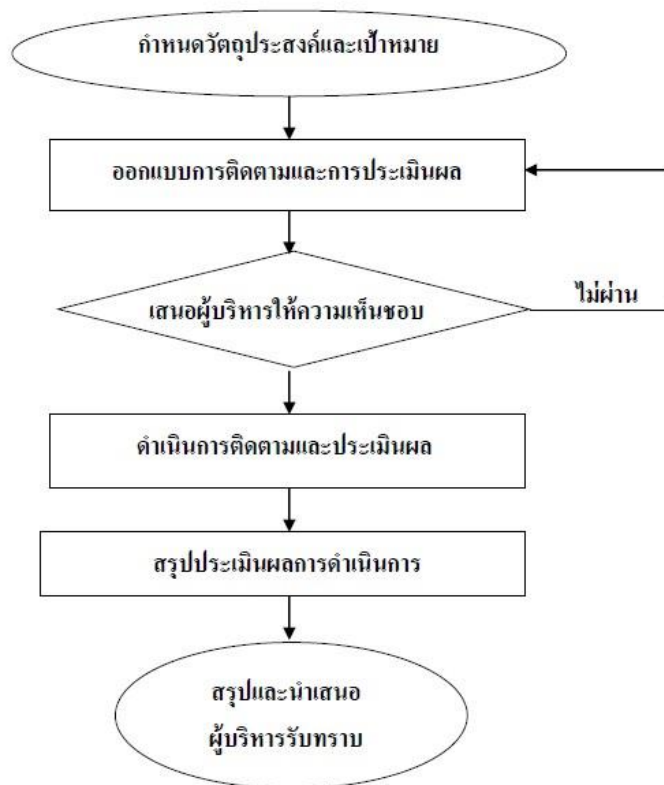 กำหนดวัตถุประสงค์และเป้าหมาย
ออกแบบการติดตามและการประเมินผล
เสนอผู้บริหารให้ความเห็นชอบ
ไม่ผ่าน
ดำเนินการติดตามและประเมินผล
สรุปประเมินผลการดำเนินการ
สรุปและนำเสนอ
ผู้บริหารรับทราบ